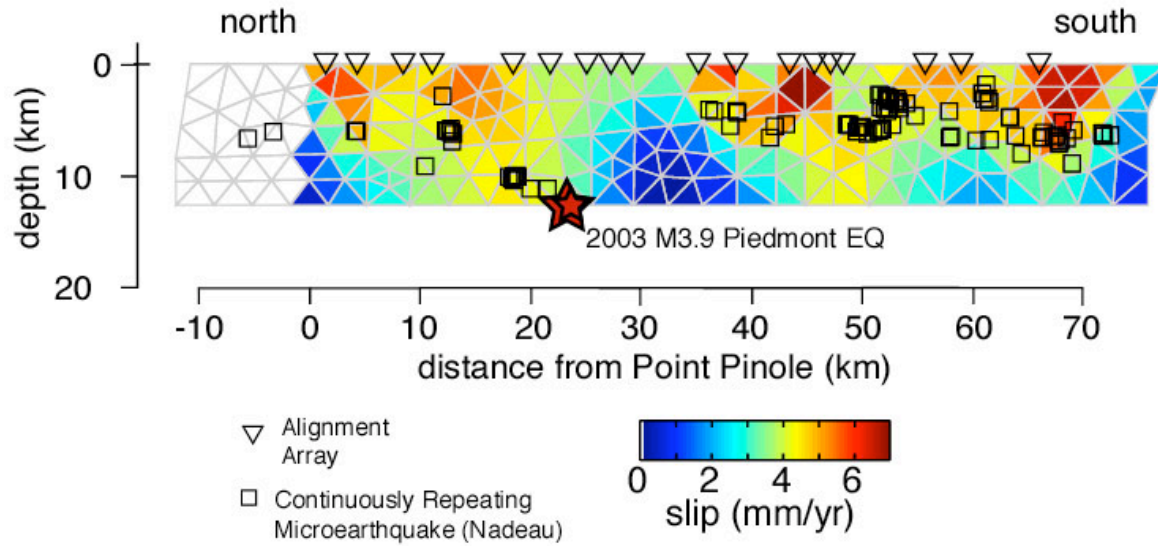 north
south
0
10
20
depth (km)
2003 M3.9 Piedmont EQ
-10 0 10 20 30 40 50 60 70
distance from Point Pinole (km)
Alignment
Array
Continuously Repeating
Microearthquake (Nadeau)
0 2 4 6
slip (mm/yr)